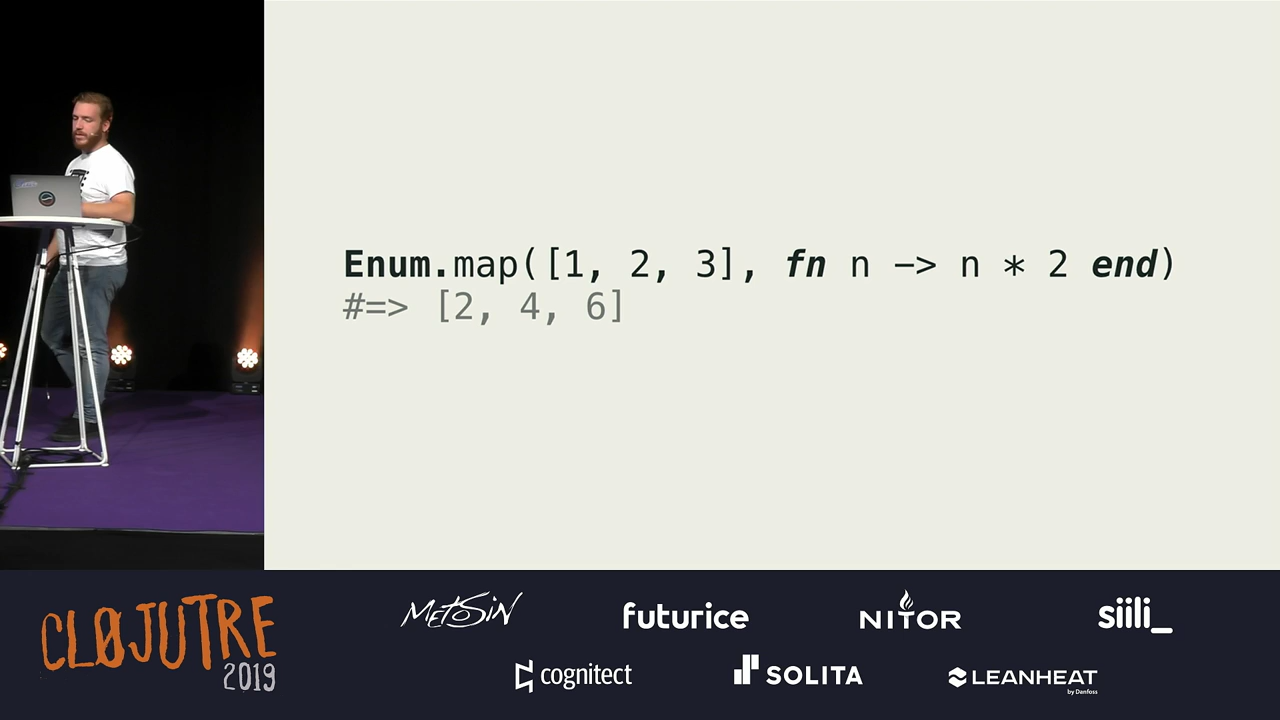 Enum.map([1, 2, 3], fn n -> n * 2 end)
#=> [2, 4, 6]
CLØJUTRE
2019
METOSIN
futurice
NITOR
siili_
cognitect
SOLITA
LEANHEAT
by Danfoss